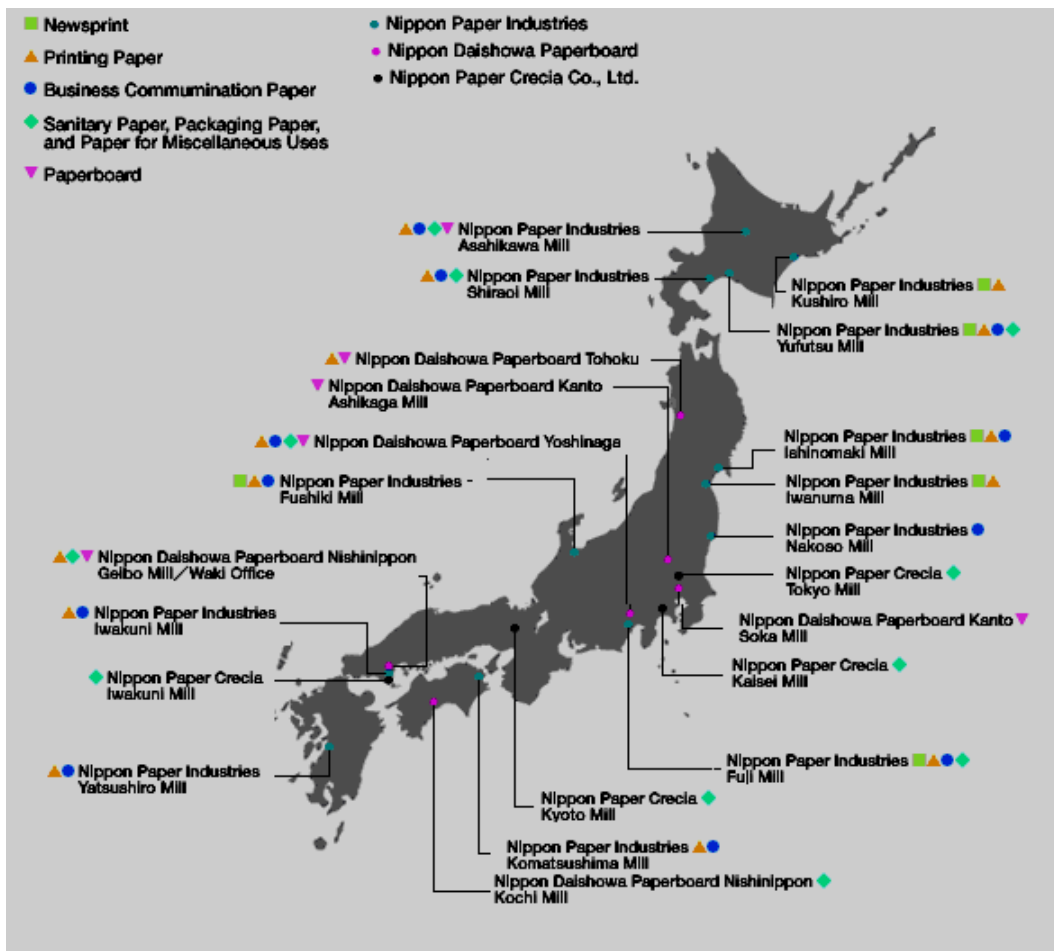 Newsprint
Printing Paper
Business Commumination Paper
Sanitary Paper, Packaging Paper,
and Paper for Miscellaneous Uses
Paperboard
Nippon Paper Industries
Nippon Daishowa Paperboard
Nippon Paper Crecia Co., Ltd.
Nippon Paper Industries
Asahikawa Mill
Nippon Paper Industries
Shiraoi Mill
Nippon Paper Industries
Kushiro Mill
Nippon Paper Industries
Yufutsu Mill
Nippon Daishowa Paperboard Tohoku
Nippon Daishowa Paperboard Kanto
Ashikaga Mill
Nippon Daishowa Paperboard Yoshinaga
Nippon Paper Industries
Ishinomaki Mill
Nippon Paper Industries -
Fushiki Mill
Nippon Paper Industries
Iwanuma Mill
Nippon Paper Industries
Nakoso Mill
Nippon Daishowa Paperboard Nishinippon
Geibo Mill／Waki Office
Nippon Paper Crecia
Tokyo Mill
Nippon Paper Industries
Iwakuni Mill
Nippon Daishowa Paperboard Kanto
Soka Mill
Nippon Paper Crecia
Iwakuni Mill
Nippon Paper Crecia
Kaisei Mill
Nippon Paper Industries
Yatsushiro Mill
Nippon Paper Industries
Fuji Mill
Nippon Paper Crecia
Kyoto Mill
Nippon Paper Industries
Komatsushima Mill
Nippon Daishowa Paperboard Nishinippon
Kochi Mill